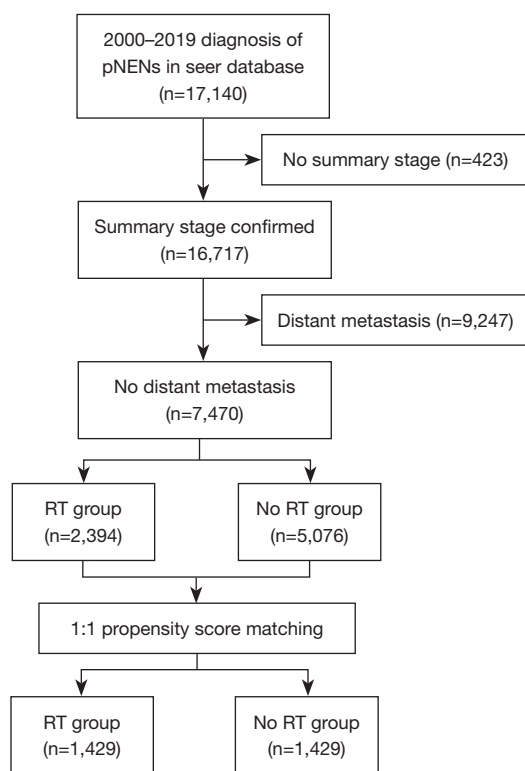 2000–2019 diagnosis of
pNENs in seer database
(n=17,140)
No summary stage (n=423)
Summary stage confirmed
(n=16,717)
Distant metastasis (n=9,247)
No distant metastasis
(n=7,470)
RT group
(n=2,394)
No RT group
(n=5,076)
1:1 propensity score matching
RT group
(n=1,429)
No RT group
(n=1,429)